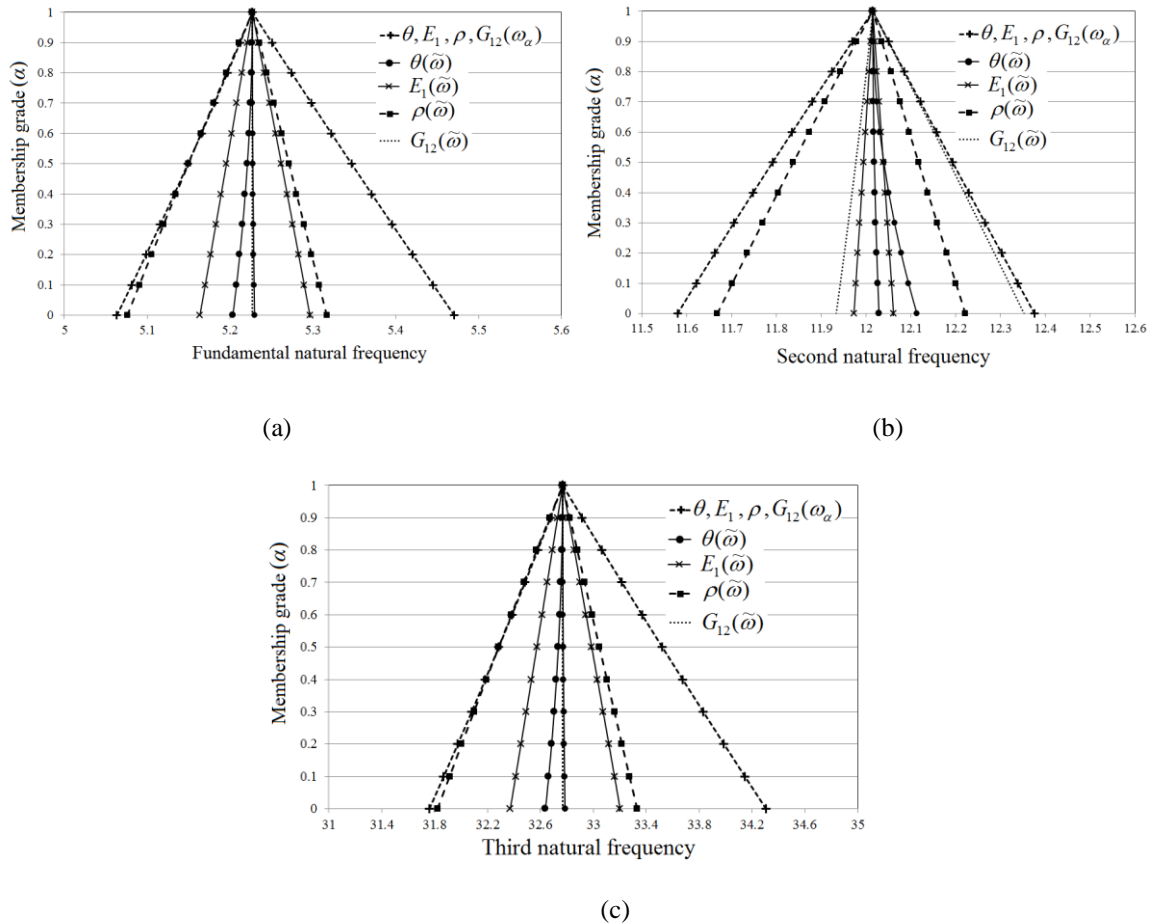 1
0.9
0.8
0.7
0.6
0.5
0.4
0.3
0.2
0.1
0
Membership grade (α)
θ, E₁, ρ, G₁₂(ω_α)
θ(ω̃)
E₁(ω̃)
ρ(ω̃)
G₁₂(ω̃)
5 5.1 5.2 5.3 5.4 5.5 5.6
Fundamental natural frequency
(a)
1
0.9
0.8
0.7
0.6
0.5
0.4
0.3
0.2
0.1
0
Membership grade (α)
θ, E₁, ρ, G₁₂(ω_α)
θ(ω̃)
E₁(ω̃)
ρ(ω̃)
G₁₂(ω̃)
11.5 11.6 11.7 11.8 11.9 12 12.1 12.2 12.3 12.4 12.5 12.6
Second natural frequency
(b)
1
0.9
0.8
0.7
0.6
0.5
0.4
0.3
0.2
0.1
0
Membership grade (α)
θ, E₁, ρ, G₁₂(ω_α)
θ(ω̃)
E₁(ω̃)
ρ(ω̃)
G₁₂(ω̃)
31 31.4 31.8 32.2 32.6 33 33.4 33.8 34.2 34.6 35
Third natural frequency
(c)